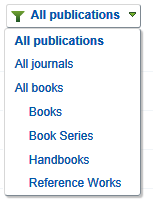 All publications
All publications
All journals
All books
Books
Book Series
Handbooks
Reference Works